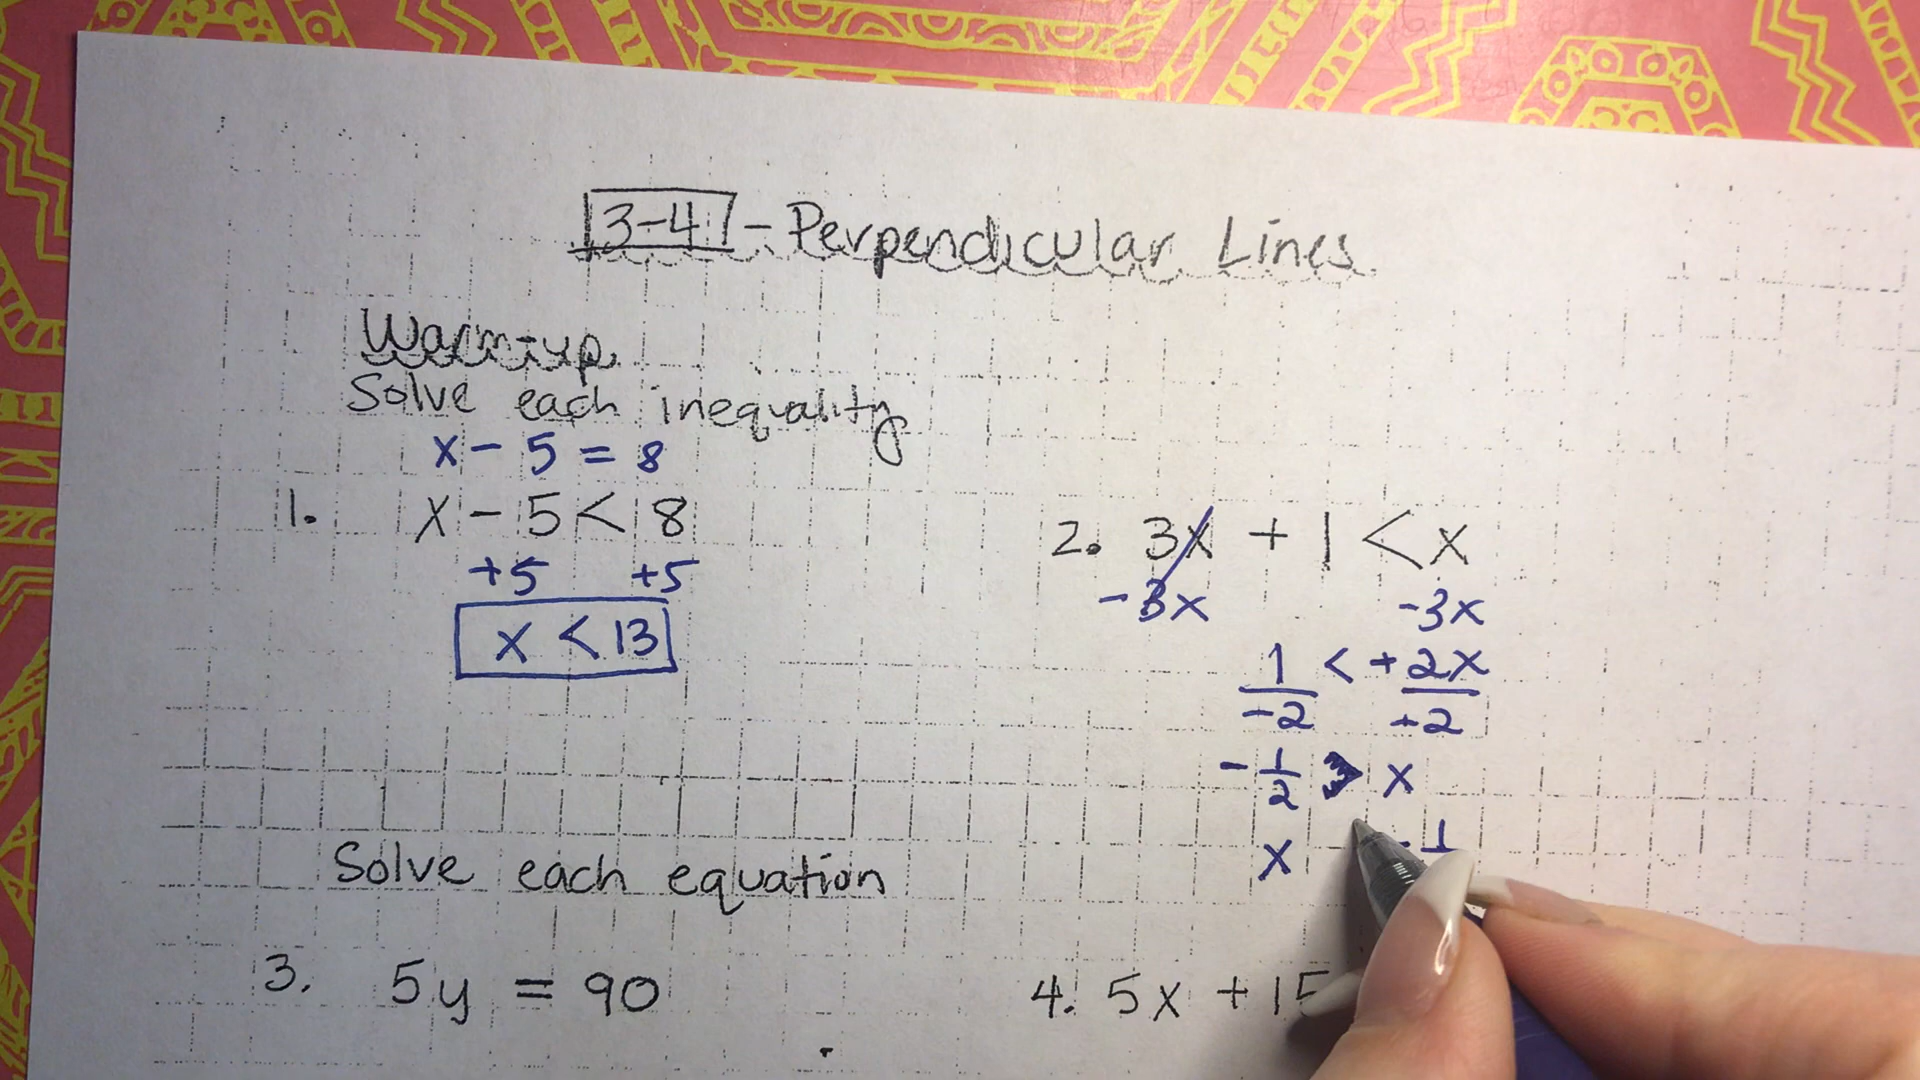 3-4 - Perpendicular Lines
Warm-up
Solve each inequality
x - 5 = 8
1. x - 5 < 8
+5 +5
x < 13
2. 3x + 1 < x
-3x -3x
1 < +2x
-2 +2
- 1/2 > x
x - 1
Solve each equation
3. 5y = 90
4. 5x + 15